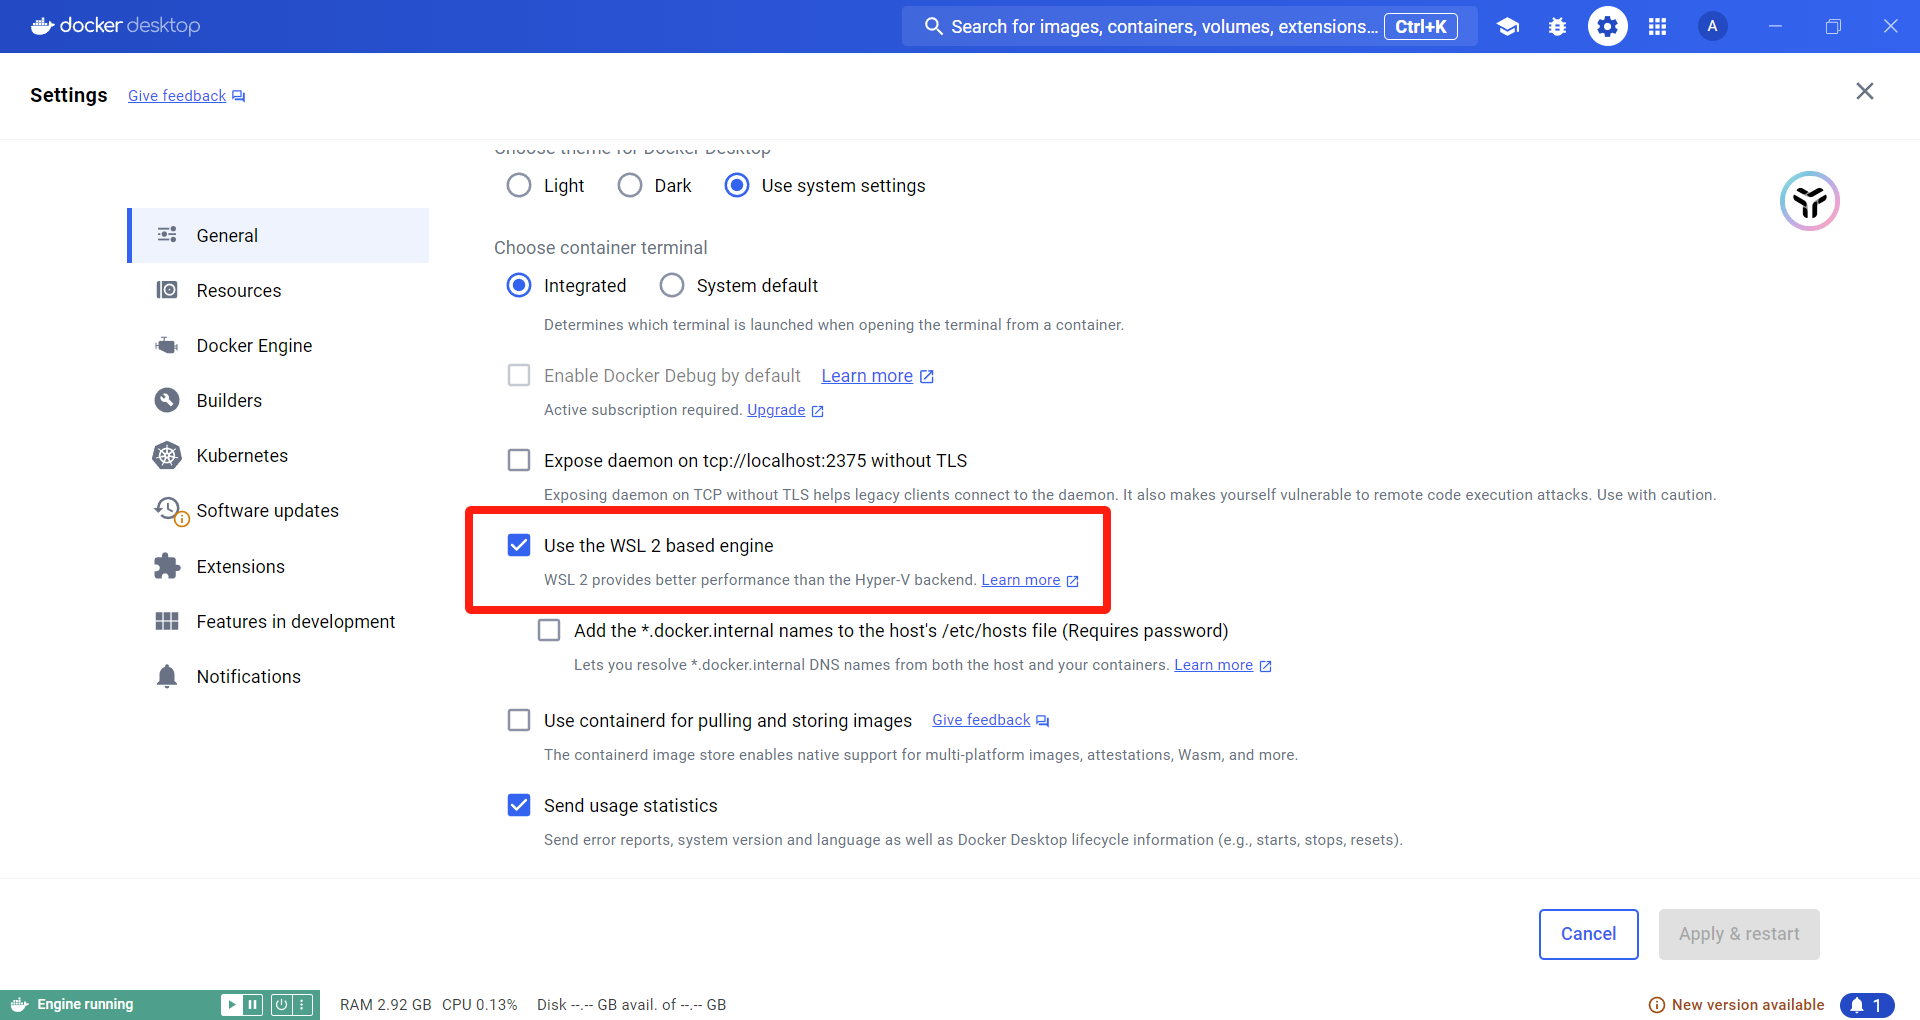 docker desktop
Search for images, containers, volumes, extensions... Ctrl+K
A
Settings Give feedback
Choose theme for Docker Desktop
Light Dark Use system settings
General
Resources
Docker Engine
Builders
Kubernetes
Software updates
Extensions
Features in development
Notifications
Choose container terminal
Integrated System default
Determines which terminal is launched when opening the terminal from a container.
Enable Docker Debug by default Learn more
Active subscription required. Upgrade
Expose daemon on tcp://localhost:2375 without TLS
Exposing daemon on TCP without TLS helps legacy clients connect to the daemon. It also makes yourself vulnerable to remote code execution attacks. Use with caution.
Use the WSL 2 based engine
WSL 2 provides better performance than the Hyper-V backend. Learn more
Add the *.docker.internal names to the host's /etc/hosts file (Requires password)
Lets you resolve *.docker.internal DNS names from both the host and your containers. Learn more
Use containerd for pulling and storing images Give feedback
The containerd image store enables native support for multi-platform images, attestations, Wasm, and more.
Send usage statistics
Send error reports, system version and language as well as Docker Desktop lifecycle information (e.g., starts, stops, resets).
Cancel Apply & restart
Engine running RAM 2.92 GB CPU 0.13% Disk --.-- GB avail. of --.-- GB New version available 1